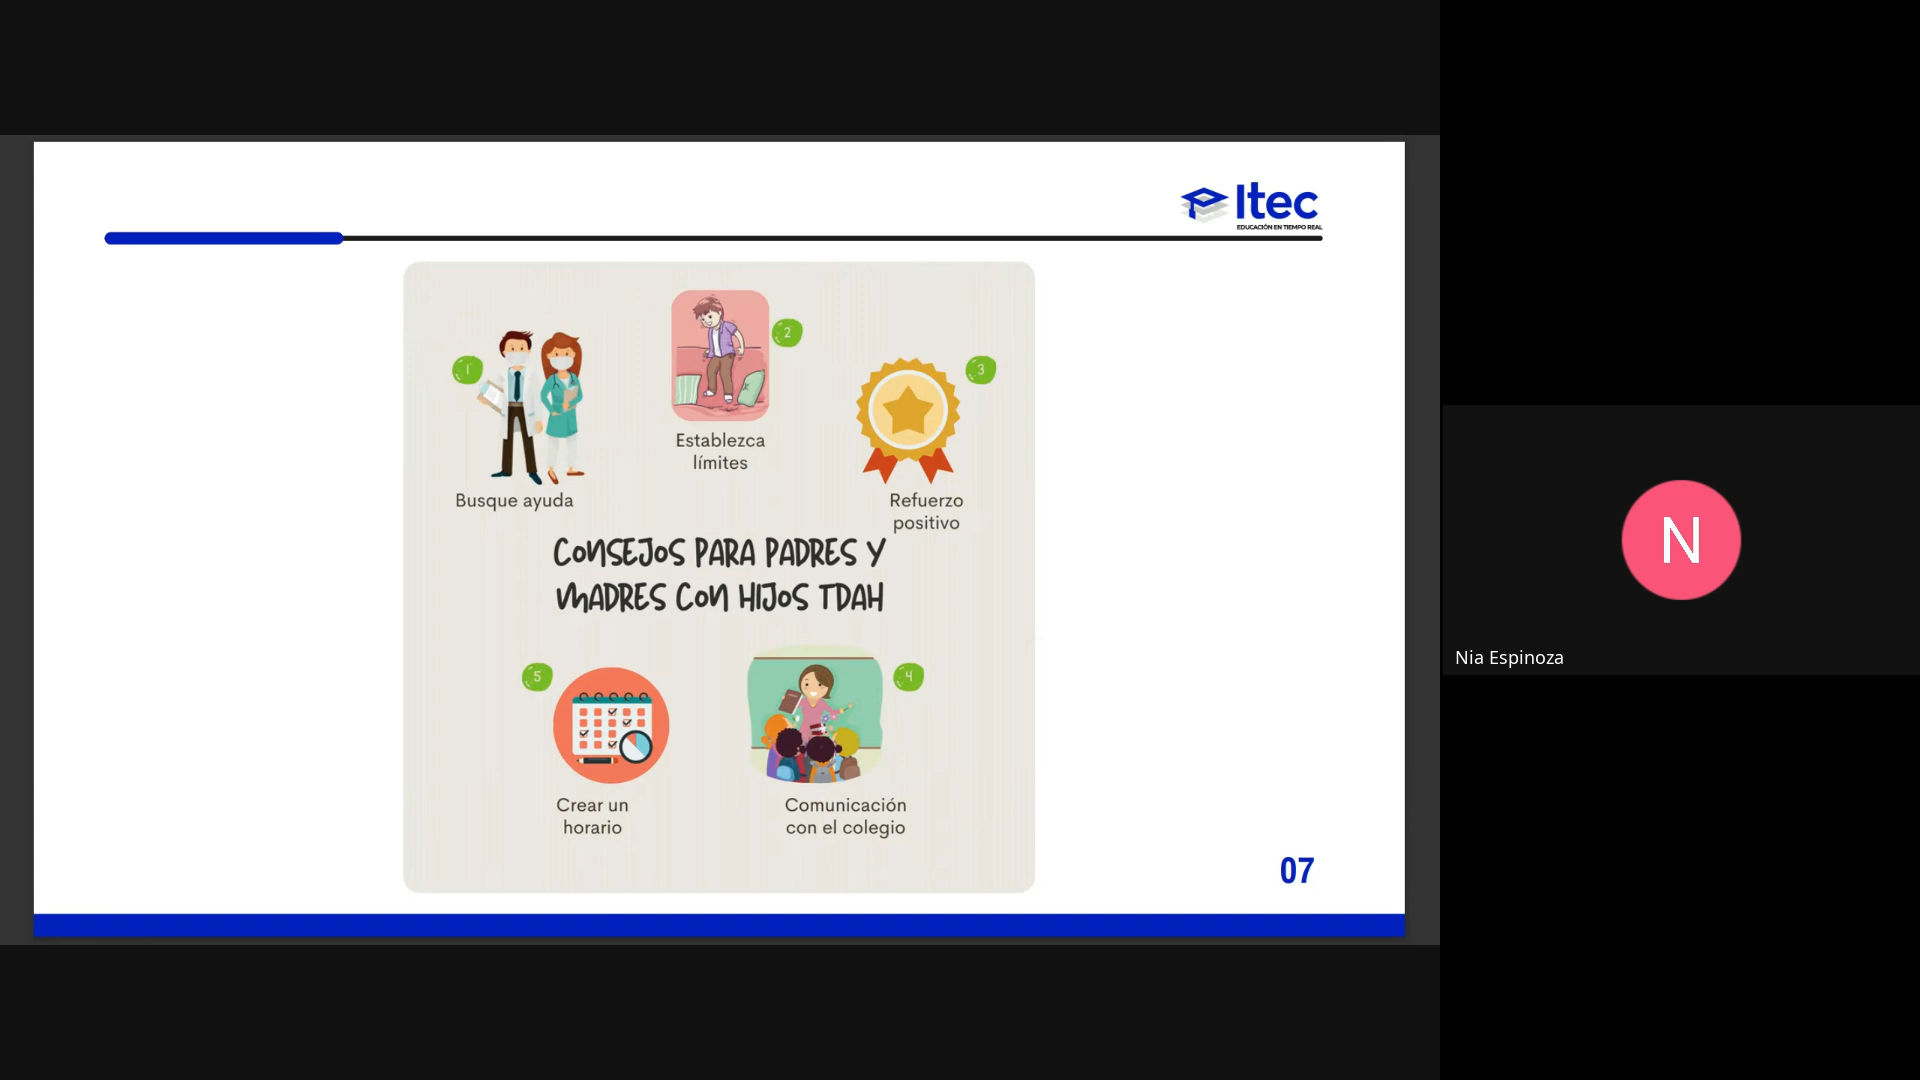 Itec
EDUCACIÓN EN TIEMPO REAL
1
Busque ayuda
2
Establezca
límites
3
Refuerzo
positivo
CONSEJOS PARA PADRES Y
MADRES CON HIJOS TDAH
5
Crear un
horario
4
Comunicación
con el colegio
07
N
Nia Espinoza